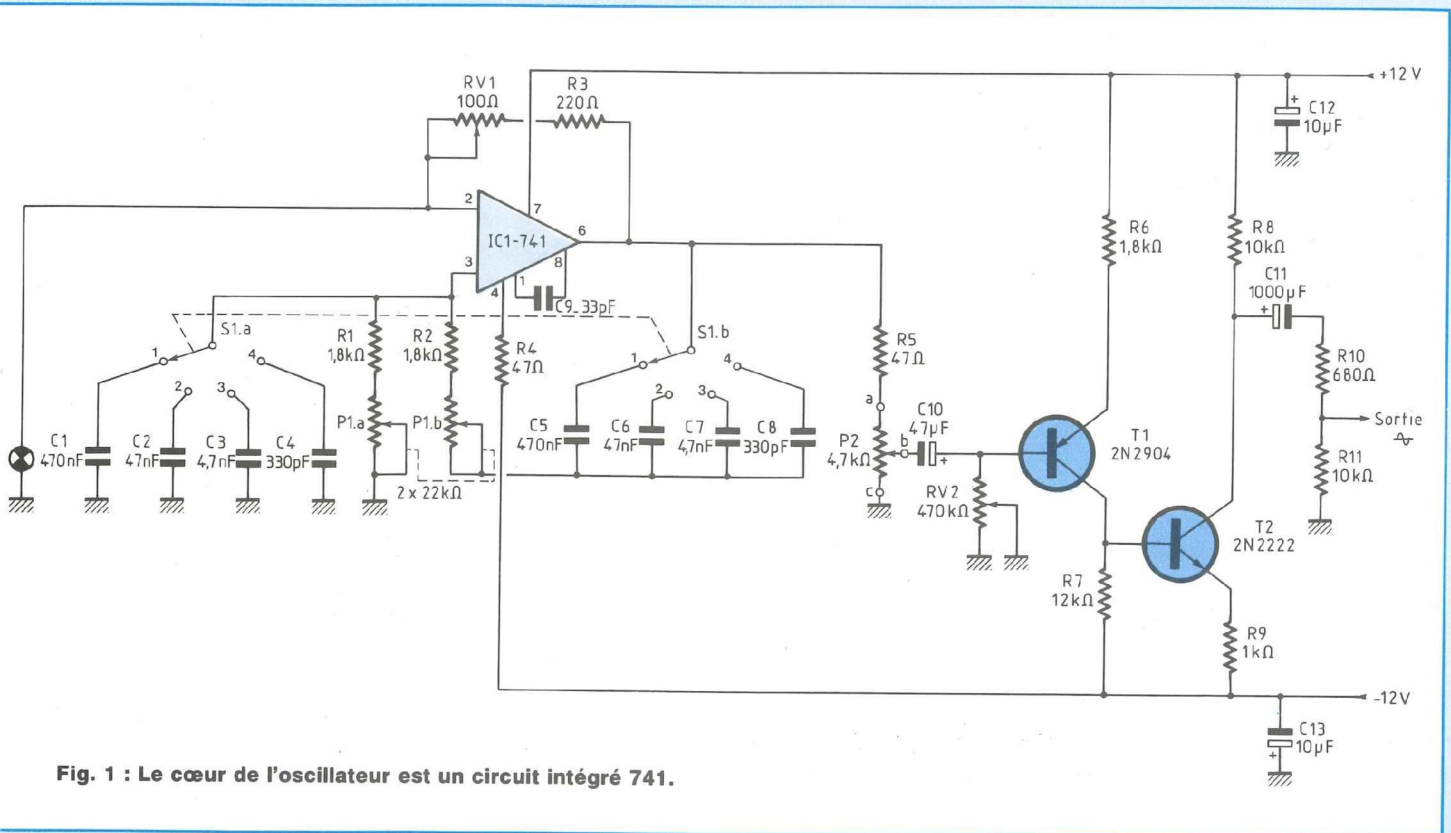 RV1
100Ω
R3
220Ω
+12 V
+
C12
10µF
2
7
IC1-741
6
3
8
1
4
C9_33pF
R6
1,8kΩ
R8
10kΩ
C11
1000µF
+
S1.a
1
2
3
4
R1
1,8kΩ
R2
1,8kΩ
R4
47Ω
S1.b
1
2
3
4
R5
47Ω
R10
680Ω
Sortie
C1
470nF
C2
47nF
C3
4,7nF
C4
330pF
P1.a
P1.b
2 x 22kΩ
C5
470nF
C6
47nF
C7
4,7nF
C8
330pF
a
P2
4,7kΩ
b
c
C10
47µF
+
RV2
470kΩ
T1
2N2904
R11
10kΩ
T2
2N2222
R7
12kΩ
R9
1kΩ
-12V
C13
10µF
+
Fig. 1 : Le cœur de l'oscillateur est un circuit intégré 741.